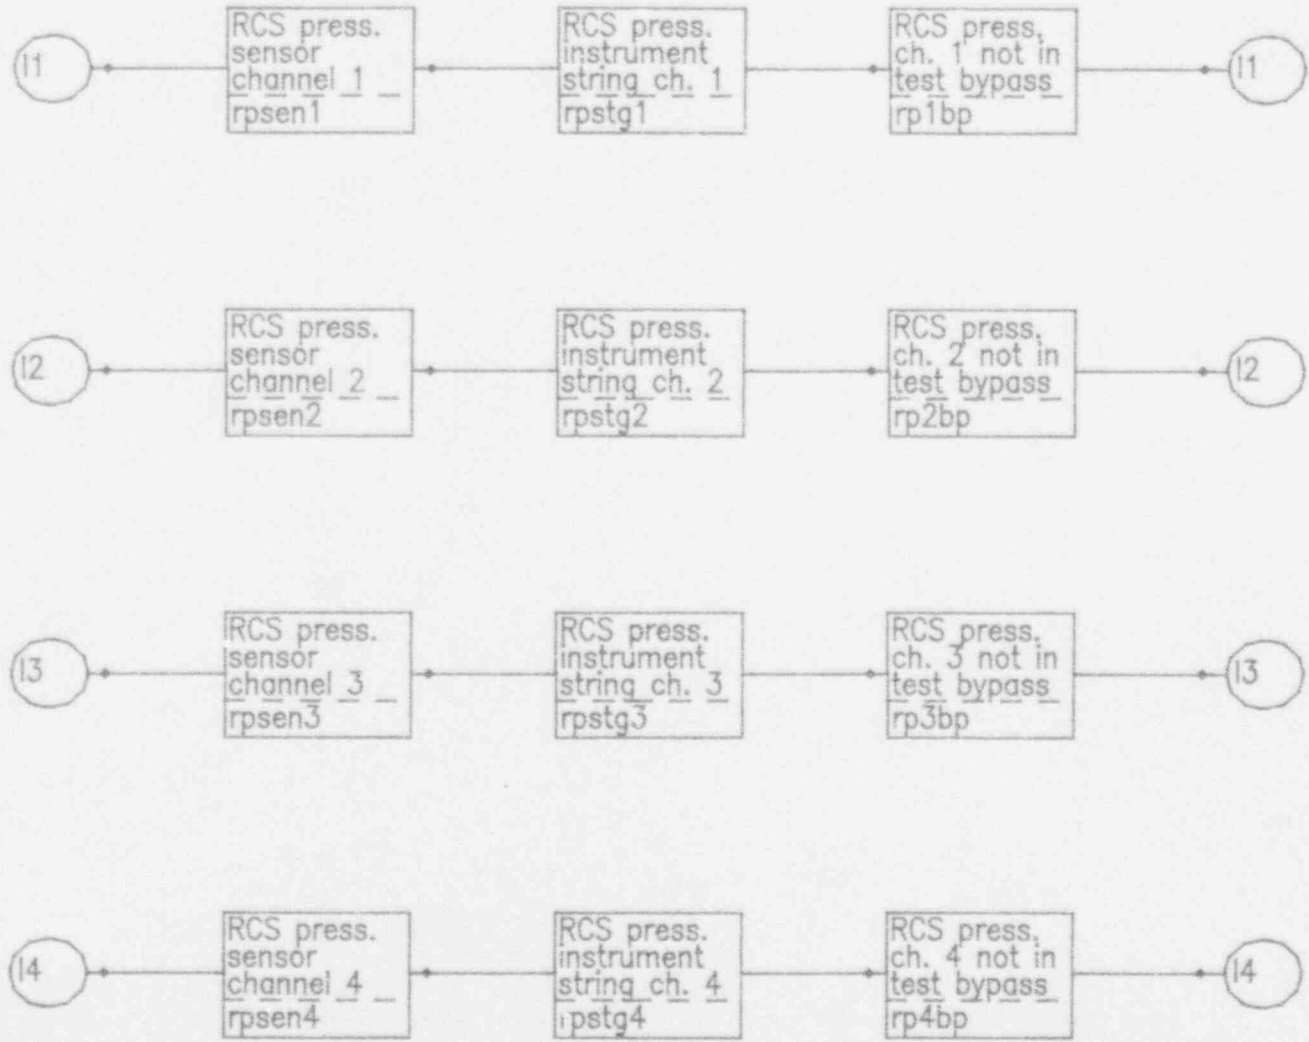 I1
RCS press.
sensor
channel 1
rpsen1
RCS press.
instrument
string ch. 1
rpstg1
RCS press.
ch. 1 not in
test bypass
rp1bp
I1
I2
RCS press.
sensor
channel 2
rpsen2
RCS press.
instrument
string ch. 2
rpstg2
RCS press.
ch. 2 not in
test bypass
rp2bp
I2
I3
RCS press.
sensor
channel 3
rpsen3
RCS press.
instrument
string ch. 3
rpstg3
RCS press.
ch. 3 not in
test bypass
rp3bp
I3
I4
RCS press.
sensor
channel 4
rpsen4
RCS press.
instrument
string ch. 4
rpstg4
RCS press.
ch. 4 not in
test bypass
rp4bp
I4